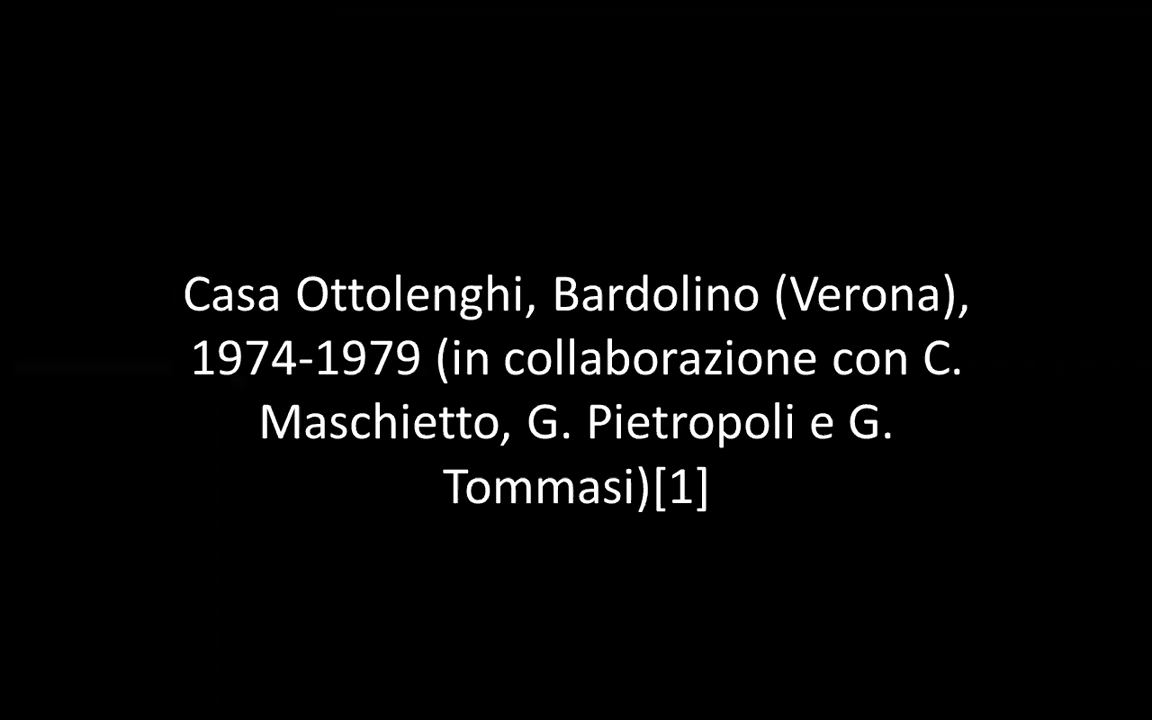 Casa Ottolenghi, Bardolino (Verona),
1974-1979 (in collaborazione con C.
Maschietto, G. Pietropoli e G.
Tommasi)[1]